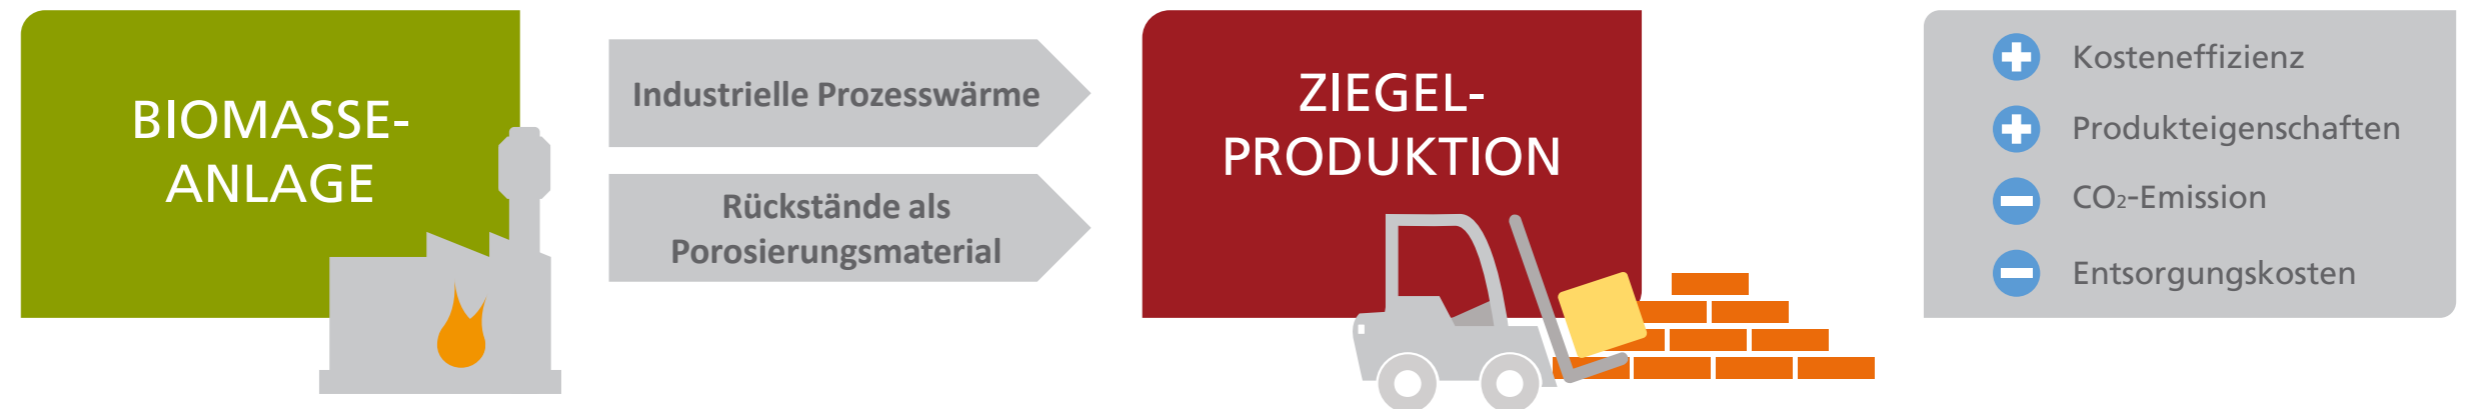 BIOMASSE-
ANLAGE
Industrielle Prozesswärme
Rückstände als
Porosierungsmaterial
ZIEGEL-
PRODUKTION
Kosteneffizienz
Produkteigenschaften
CO₂-Emission
Entsorgungskosten